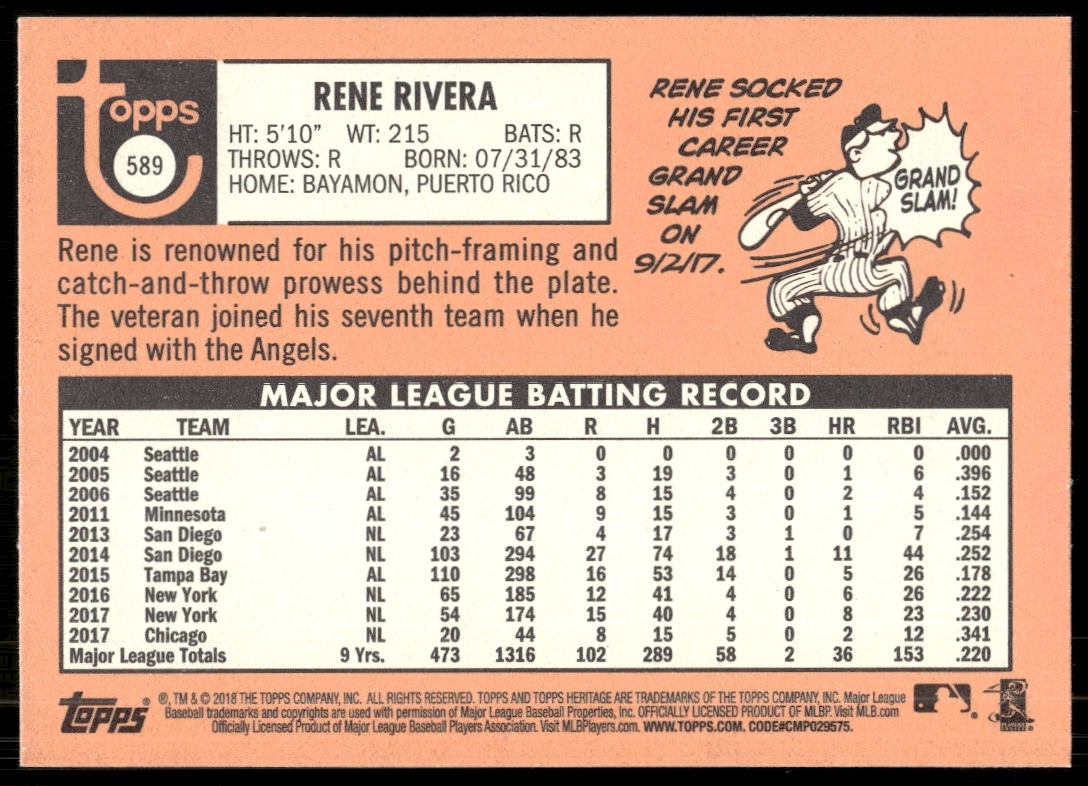 topps
589
RENE RIVERA
HT: 5'10" WT: 215 BATS: R
THROWS: R BORN: 07/31/83
HOME: BAYAMON, PUERTO RICO
Rene is renowned for his pitch-framing and
catch-and-throw prowess behind the plate.
The veteran joined his seventh team when he
signed with the Angels.
RENE SOCKED
HIS FIRST
CAREER
GRAND
SLAM
ON
9/2/17.
GRAND
SLAM!
MAJOR LEAGUE BATTING RECORD
YEAR TEAM LEA. G AB R H 2B 3B HR RBI AVG.
2004 Seattle AL 2 3 0 0 0 0 0 0 .000
2005 Seattle AL 16 48 3 19 3 0 1 6 .396
2006 Seattle AL 35 99 8 15 4 0 2 4 .152
2011 Minnesota AL 45 104 9 15 3 0 1 5 .144
2013 San Diego NL 23 67 4 17 3 1 0 7 .254
2014 San Diego NL 103 294 27 74 18 1 11 44 .252
2015 Tampa Bay AL 110 298 16 53 14 0 5 26 .178
2016 New York NL 65 185 12 41 4 0 6 26 .222
2017 New York NL 54 174 15 40 4 0 8 23 .230
2017 Chicago NL 20 44 8 15 5 0 2 12 .341
Major League Totals 9 Yrs. 473 1316 102 289 58 2 36 153 .220
topps
®, TM & © 2018 THE TOPPS COMPANY, INC. ALL RIGHTS RESERVED. TOPPS AND TOPPS HERITAGE ARE TRADEMARKS OF THE TOPPS COMPANY, INC. Major League
Baseball trademarks and copyrights are used with permission of Major League Baseball Properties, Inc. OFFICIALLY LICENSED PRODUCT OF MLBP. Visit MLB.com
Officially Licensed Product of Major League Baseball Players Association. Visit MLBPlayers.com. WWW.TOPPS.COM. CODE#CMP029575.